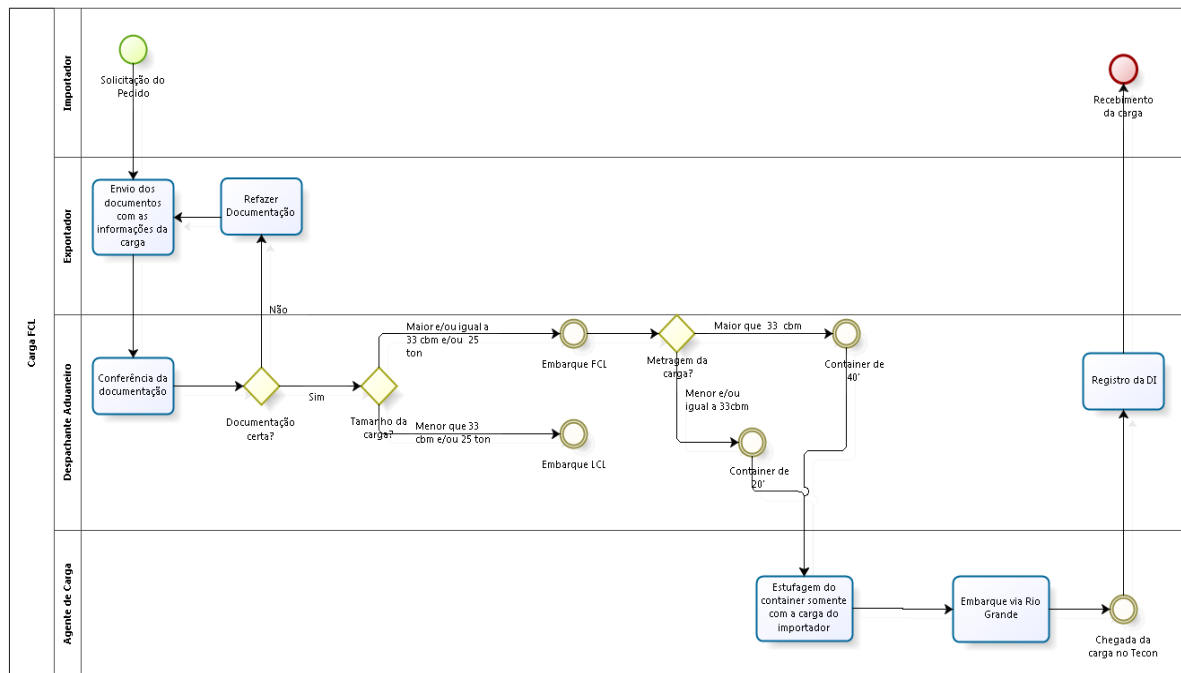 Carga FCL
Importador
Solicitação do
Pedido
Recebimento
da carga
Exportador
Envio dos
documentos
com as
informações da
carga
Refazer
Documentação
Não
Despachante Aduaneiro
Conferência da
documentação
Documentação
certa?
Sim
Tamanho da
carga?
Maior e/ou igual a
33 cbm e/ou 25
ton
Menor que 33
cbm e/ou 25 ton
Embarque FCL
Embarque LCL
Metragem da
carga?
Maior que 33 cbm
Menor e/ou
igual a 33cbm
Container de
40'
Container de
20'
Registro da DI
Agente de Carga
Estufagem do
container somente
com a carga do
importador
Embarque via Rio
Grande
Chegada da
carga no Tecon